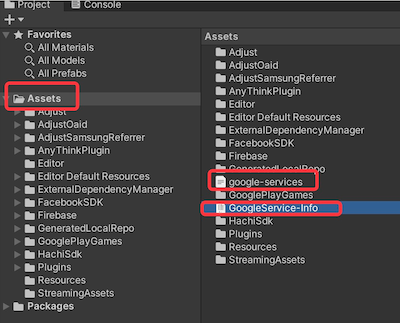 Project
Console
Favorites
All Materials
All Models
All Prefabs
Assets
Adjust
AdjustOaid
AdjustSamsungReferrer
AnyThinkPlugin
Editor
Editor Default Resources
ExternalDependencyManager
FacebookSDK
Firebase
GeneratedLocalRepo
GooglePlayGames
HachiSdk
Plugins
Resources
StreamingAssets
Packages
Assets
Adjust
AdjustOaid
AdjustSamsungReferrer
AnyThinkPlugin
Editor
Editor Default Resources
ExternalDependencyManager
FacebookSDK
Firebase
GeneratedLocalRepo
google-services
GooglePlayGames
GoogleService-Info
HachiSdk
Plugins
Resources
StreamingAssets